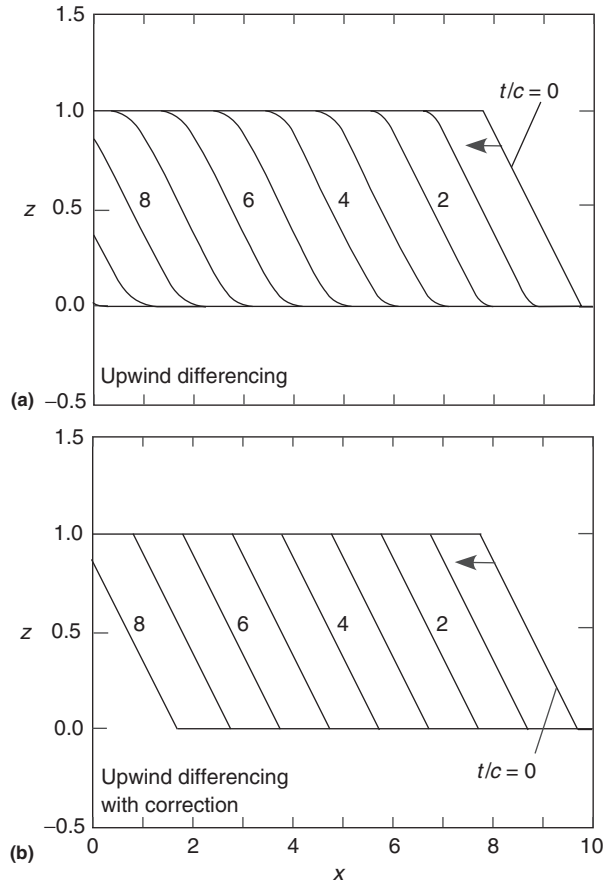 1.5
t/c = 0
1.0
z
0.5
8
6
4
2
0.0
Upwind differencing
(a)
−0.5
1.5
1.0
z
0.5
8
6
4
2
0.0
t/c = 0
Upwind differencing
with correction
−0.5
(b)
0
2
4
6
8
10
x